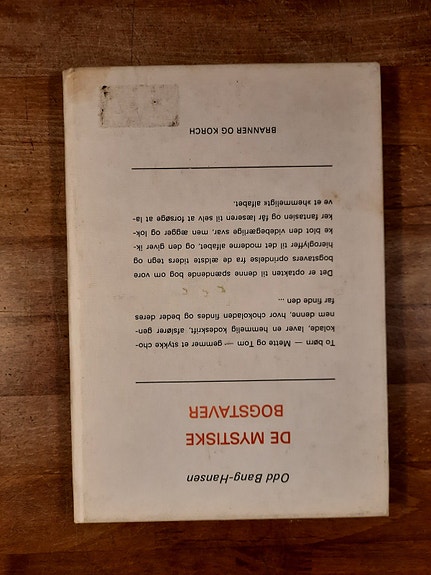 Odd Bang-Hansen
DE MYSTISKE
BOGSTAVER
To børn — Mette og Tom — gemmer et stykke cho-
kolade, laver en hemmelig kodeskrift, afslører gen-
nem denne, hvor chokoladen findes og beder deres
far finde den ...
Det er optakten til denne spændende bog om vore
bogstavers oprindelse fra de ældste tiders tegn og
hieroglyffer til det moderne alfabet, og den giver ik-
ke blot den videbegærlige svar, men ægger og lok-
ker fantasien og får læseren til selv at forsøge at la-
ve et »hemmeligt« alfabet.
BRANNER OG KORCH